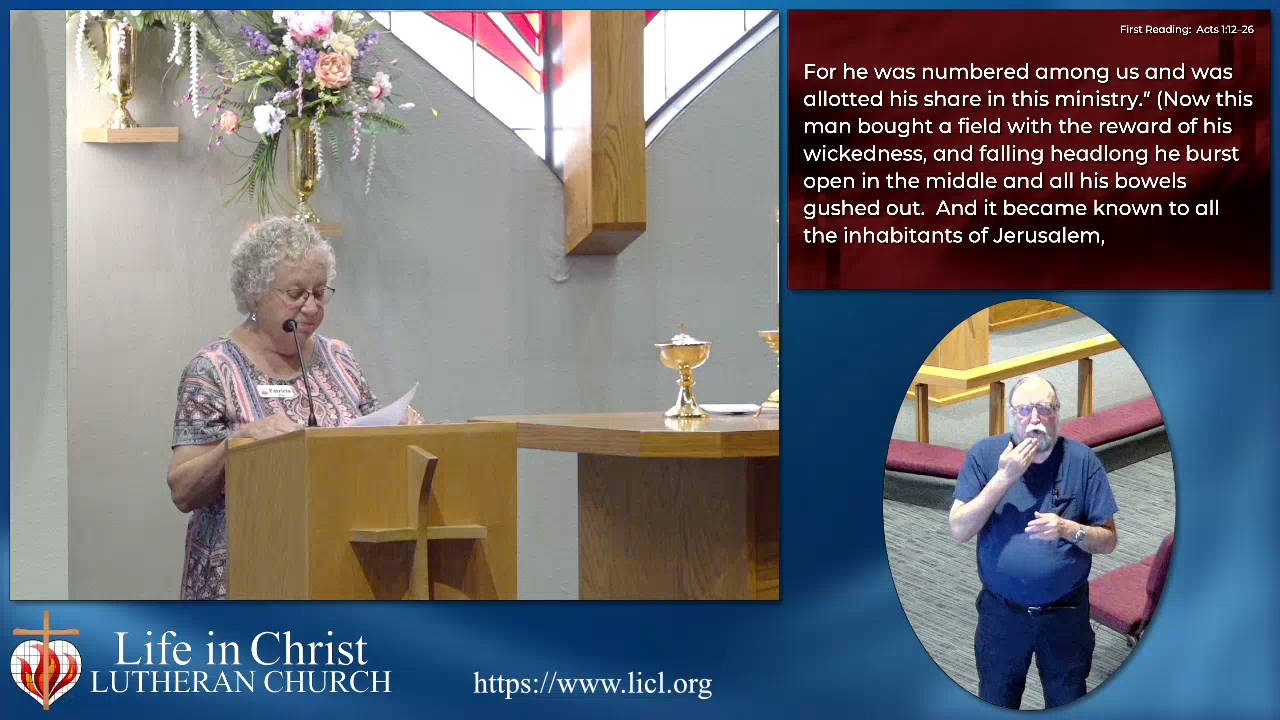 First Reading: Acts 1:12-26
For he was numbered among us and was
allotted his share in this ministry." (Now this
man bought a field with the reward of his
wickedness, and falling headlong he burst
open in the middle and all his bowels
gushed out. And it became known to all
the inhabitants of Jerusalem,
Patricia
Life in Christ
LUTHERAN CHURCH
https://www.licl.org